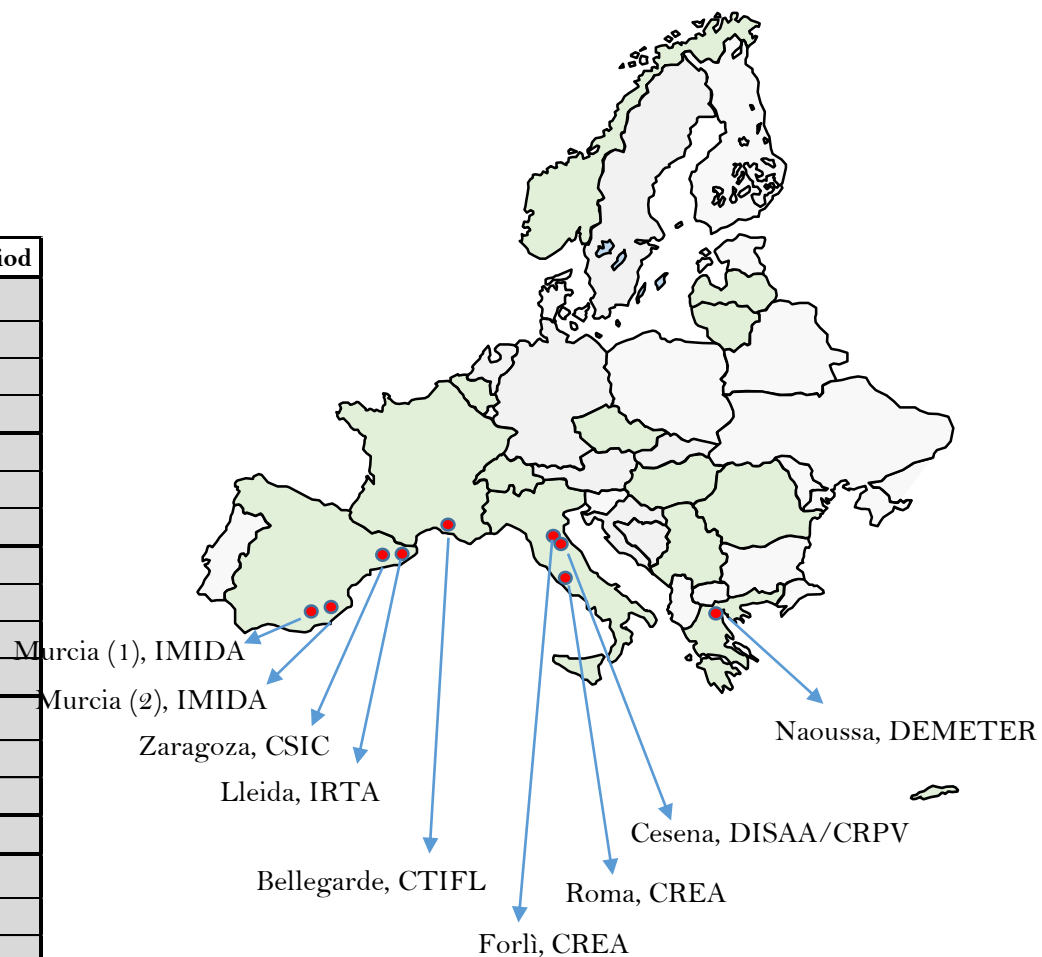 iod
Murcia (1), IMIDA
Murcia (2), IMIDA
Zaragoza, CSIC
Naoussa, DEMETER
Lleida, IRTA
Cesena, DISAA/CRPV
Bellegarde, CTIFL
Roma, CREA
Forlì, CREA